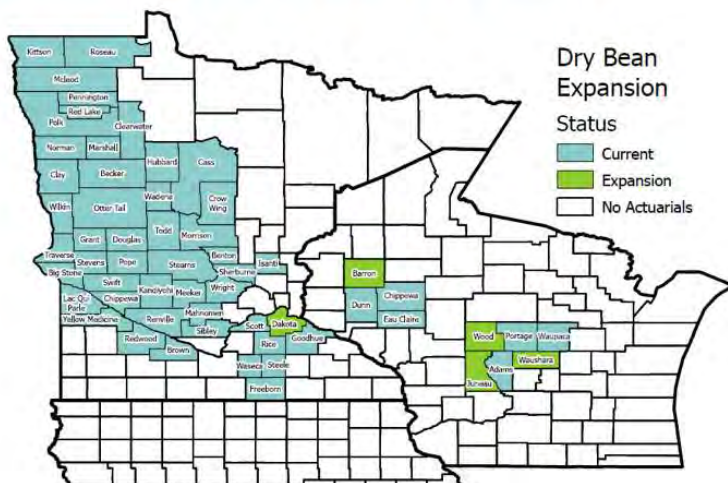 Dry Bean
Expansion
Status
Current
Expansion
No Actuarials
Kittson
Roseau
Mcleod
Pennington
Red Lake
Polk
Clearwater
Norman
Marshall
Hubbard
Cass
Clay
Becker
Wadena
Crow
Wing
Wilkin
Otter Tail
Todd
Morrison
Grant
Douglas
Traverse
Stevens
Pope
Stearns
Benton
Isanti
Big Stone
Sherburne
Swift
Wright
Lac Qui
Parle
Chippewa
Kandiyohi
Meeker
Yellow Medicine
Renville
Mahnomen
Sibley
Scott
Dakota
Redwood
Brown
Rice
Goodhue
Waseca
Steele
Freeborn
Barron
Dunn
Chippewa
Eau Claire
Wood
Portage
Waupaca
Waushara
Adams
Juneau